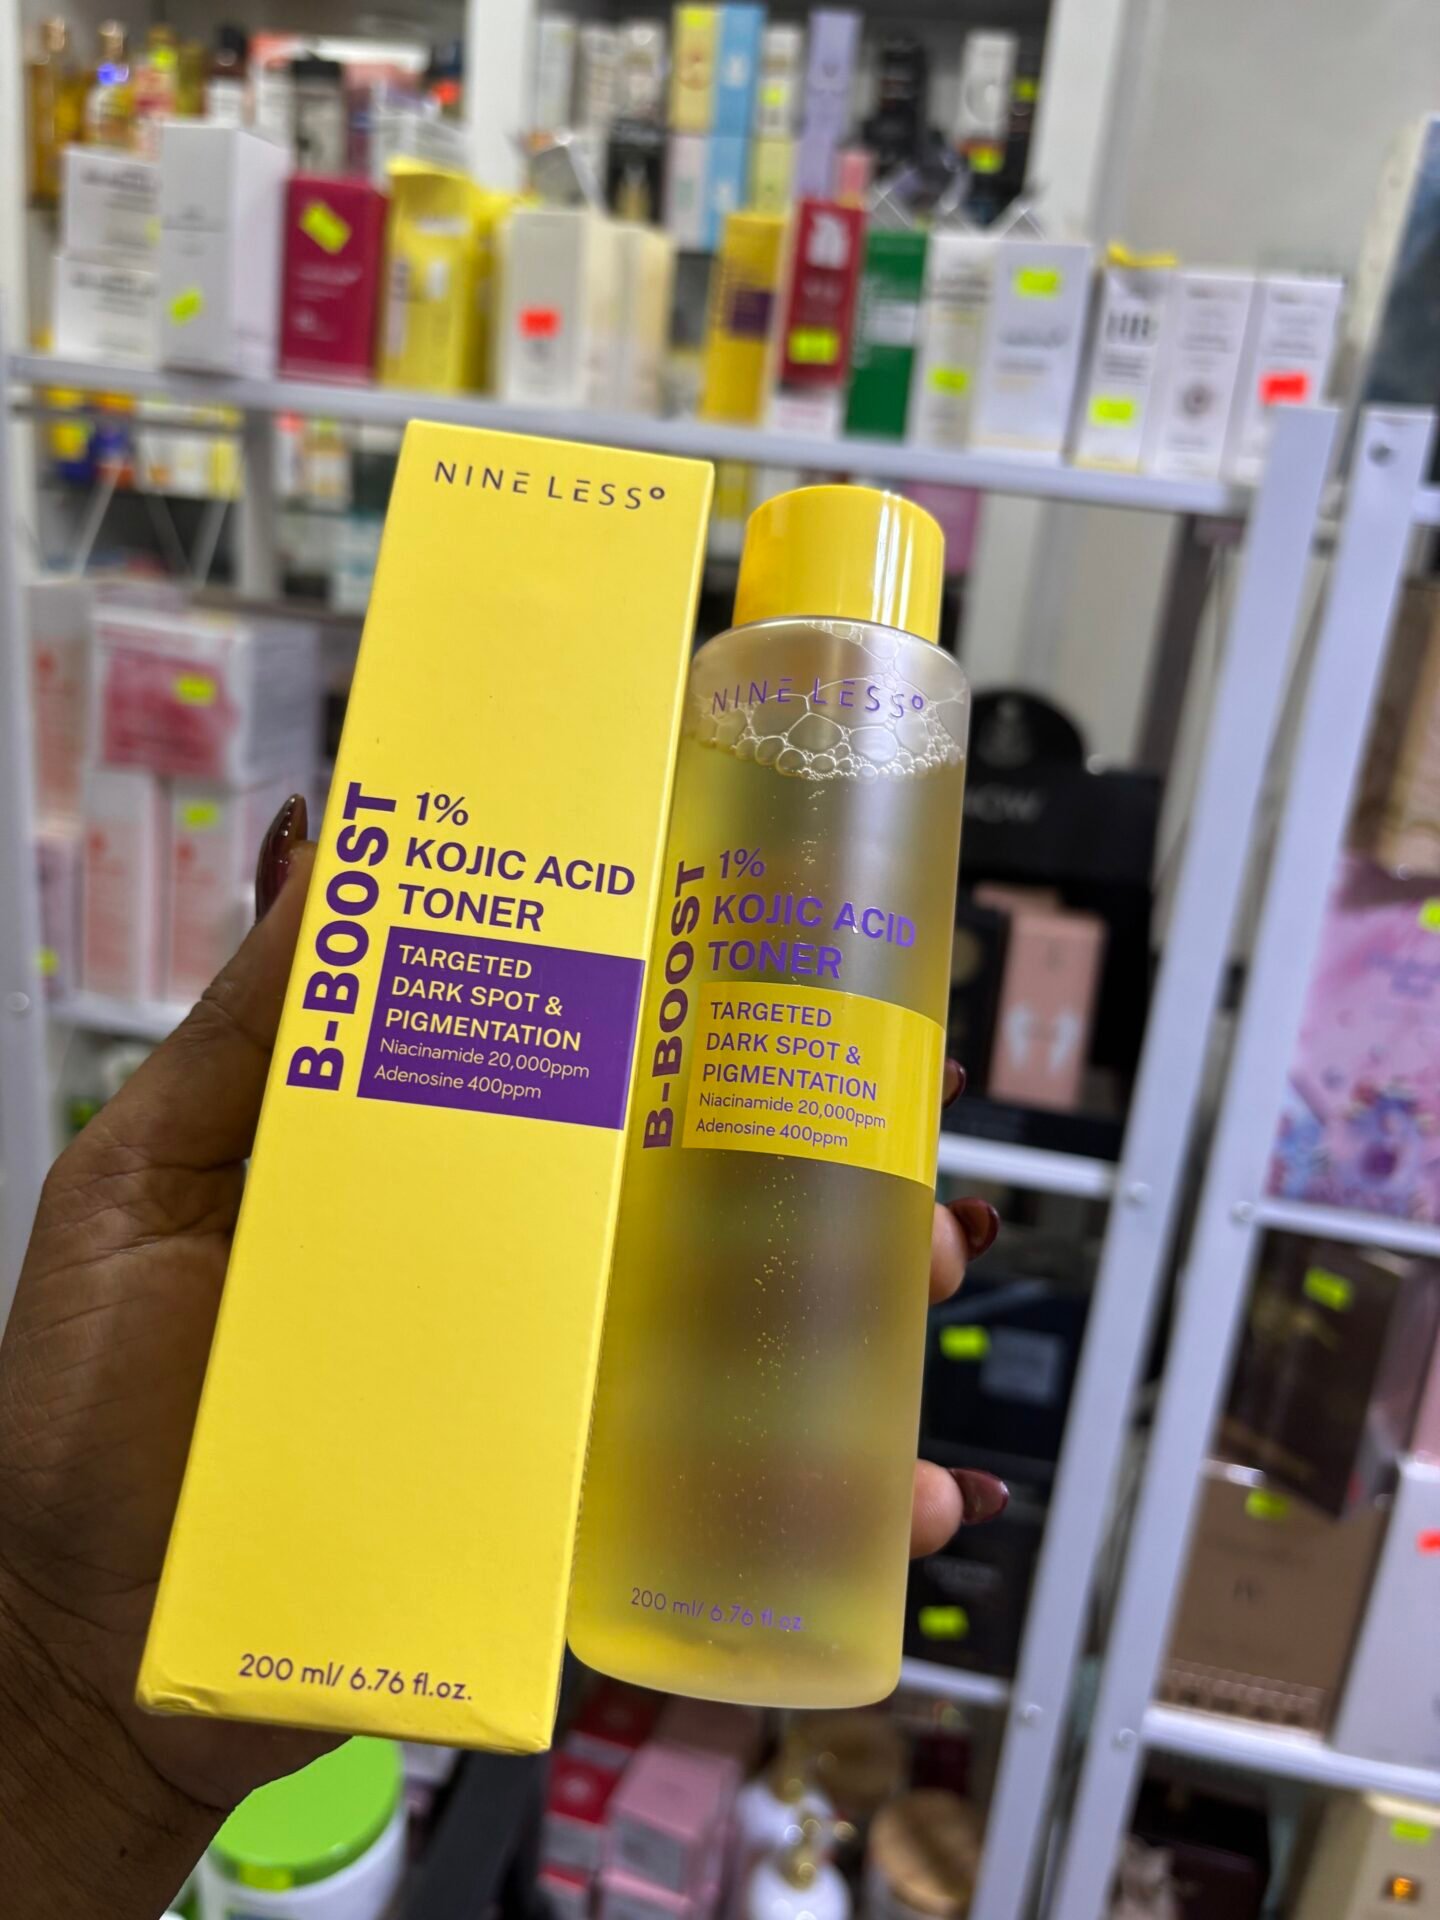 NINE LESS°
B-BOOST
1%
KOJIC ACID
TONER
TARGETED
DARK SPOT &
PIGMENTATION
Niacinamide 20,000ppm
Adenosine 400ppm
200 ml/ 6.76 fl.oz.
NINE LESS°
B-BOOST
1%
KOJIC ACID
TONER
TARGETED
DARK SPOT &
PIGMENTATION
Niacinamide 20,000ppm
Adenosine 400ppm
200 ml/ 6.76 fl.oz.